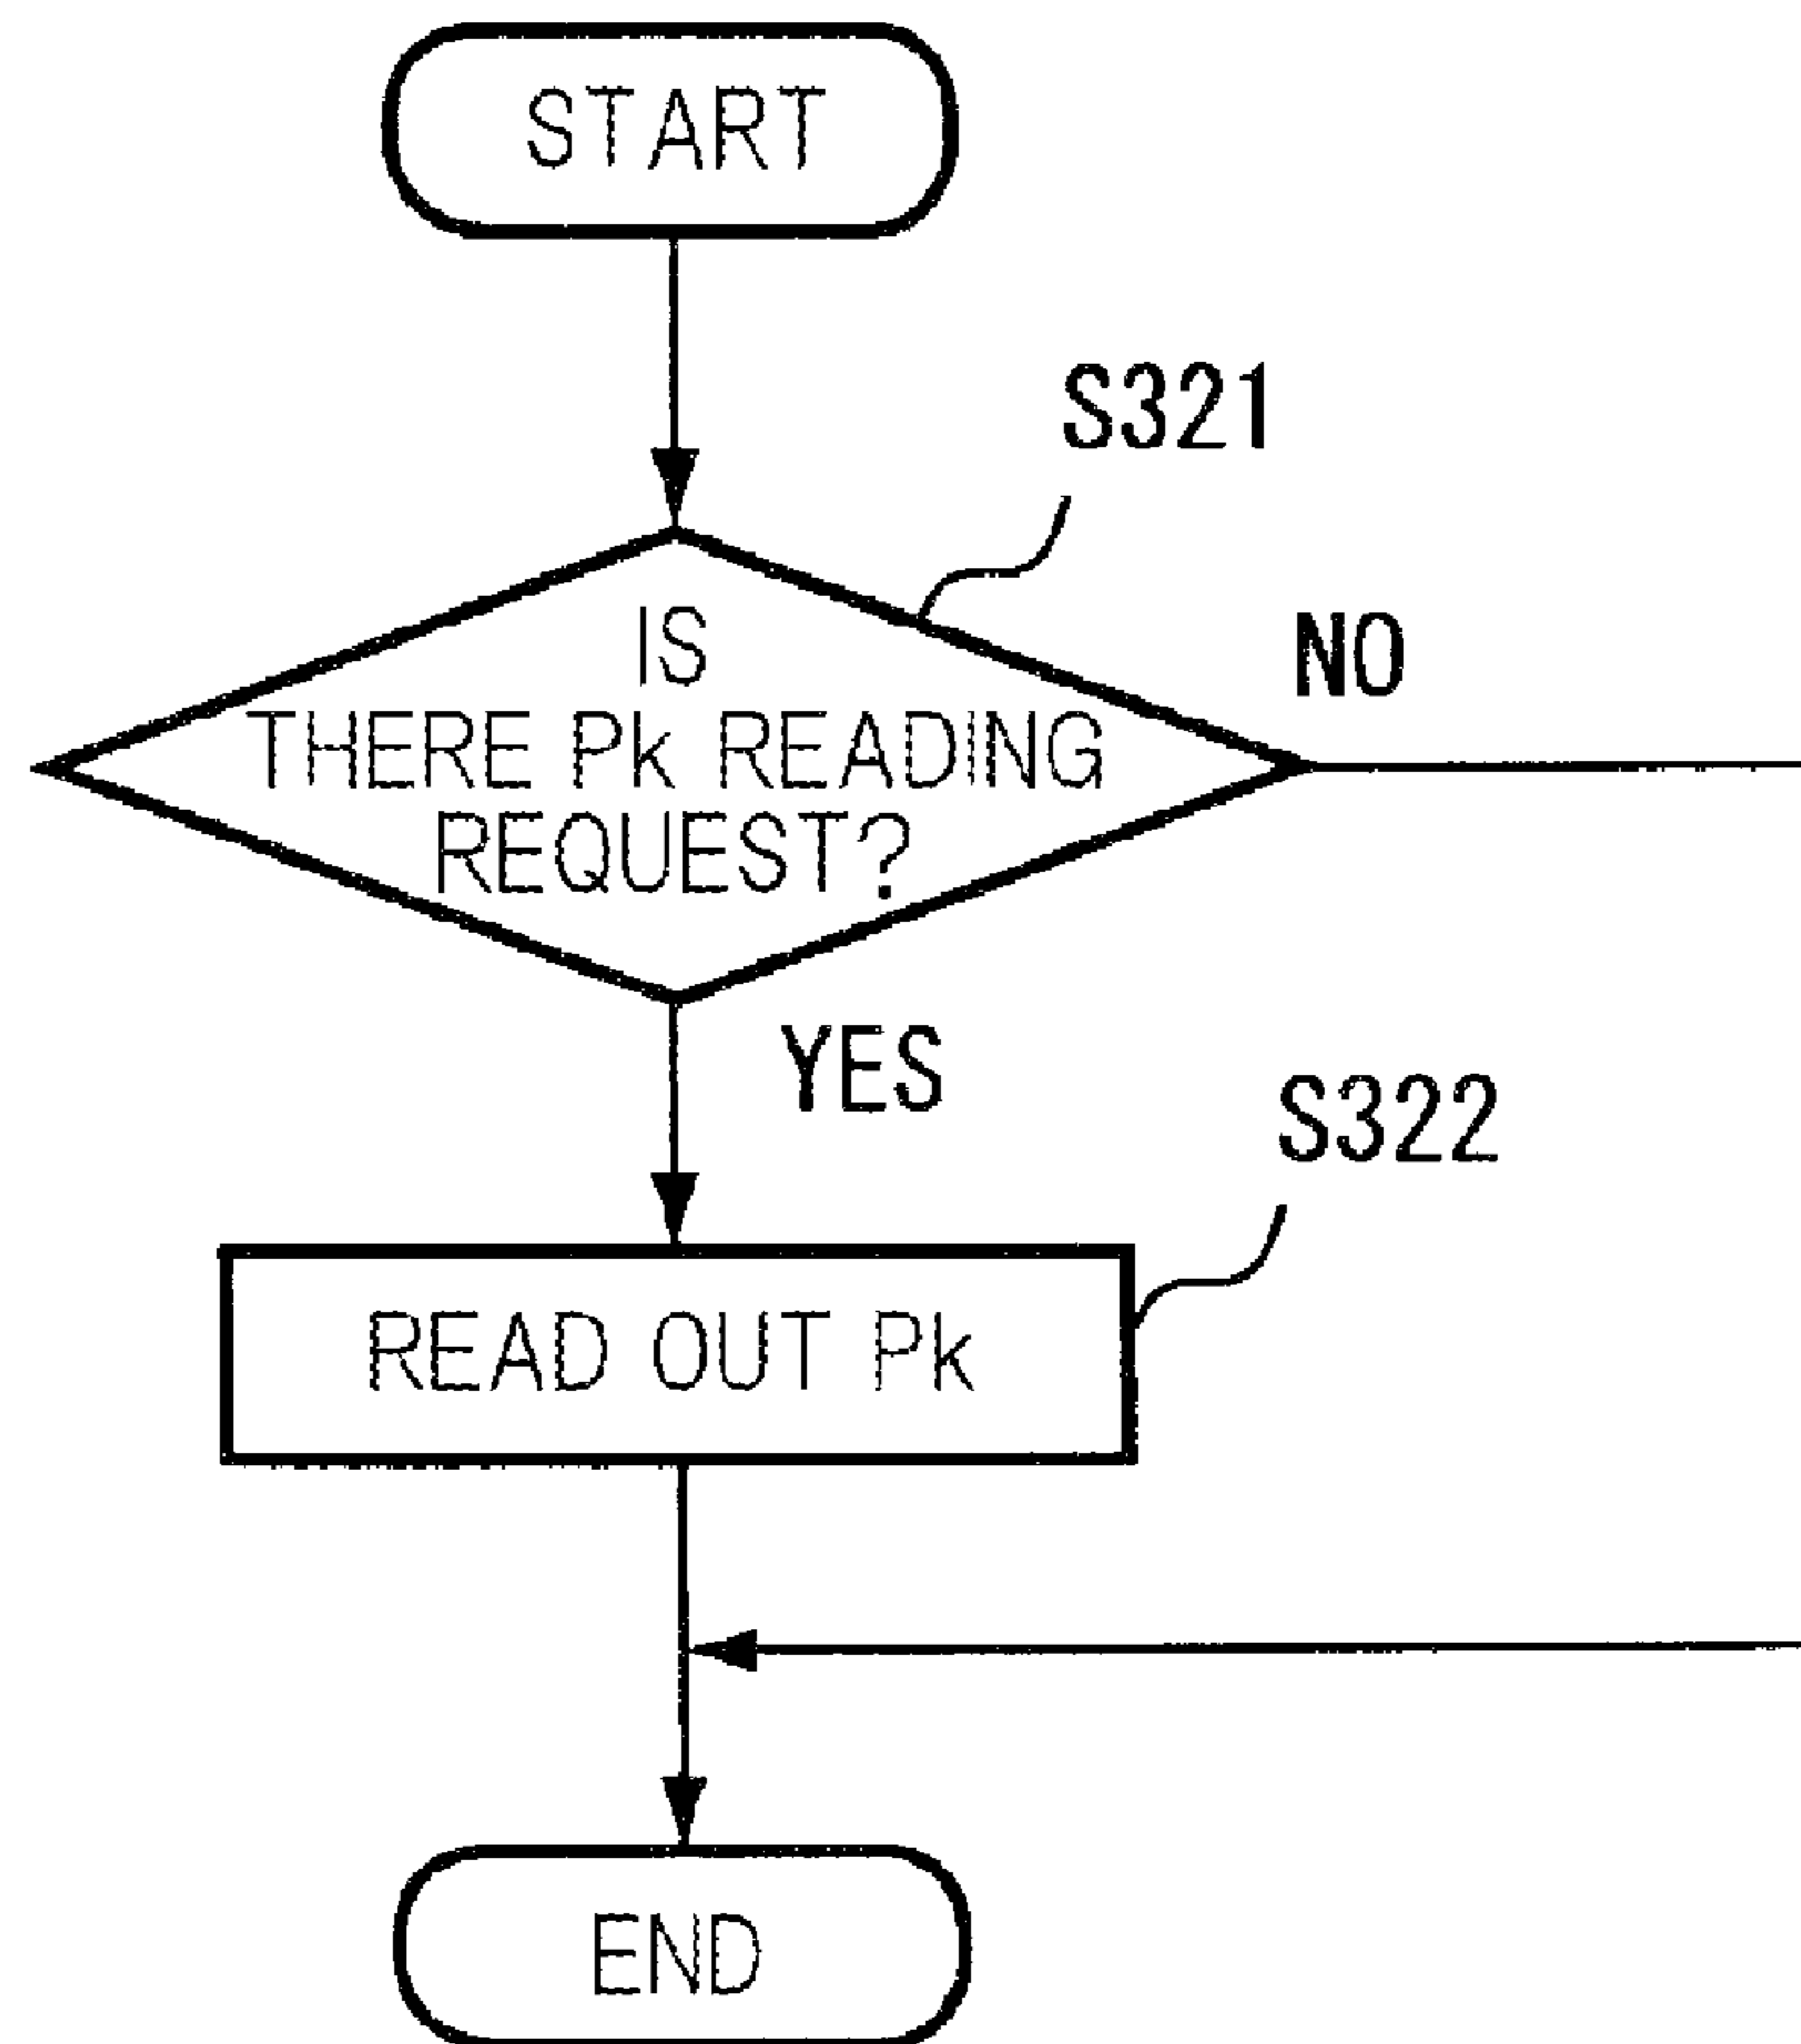 START
S321
IS
THERE Pk READING
REQUEST?
NO
YES
S322
READ OUT Pk
END